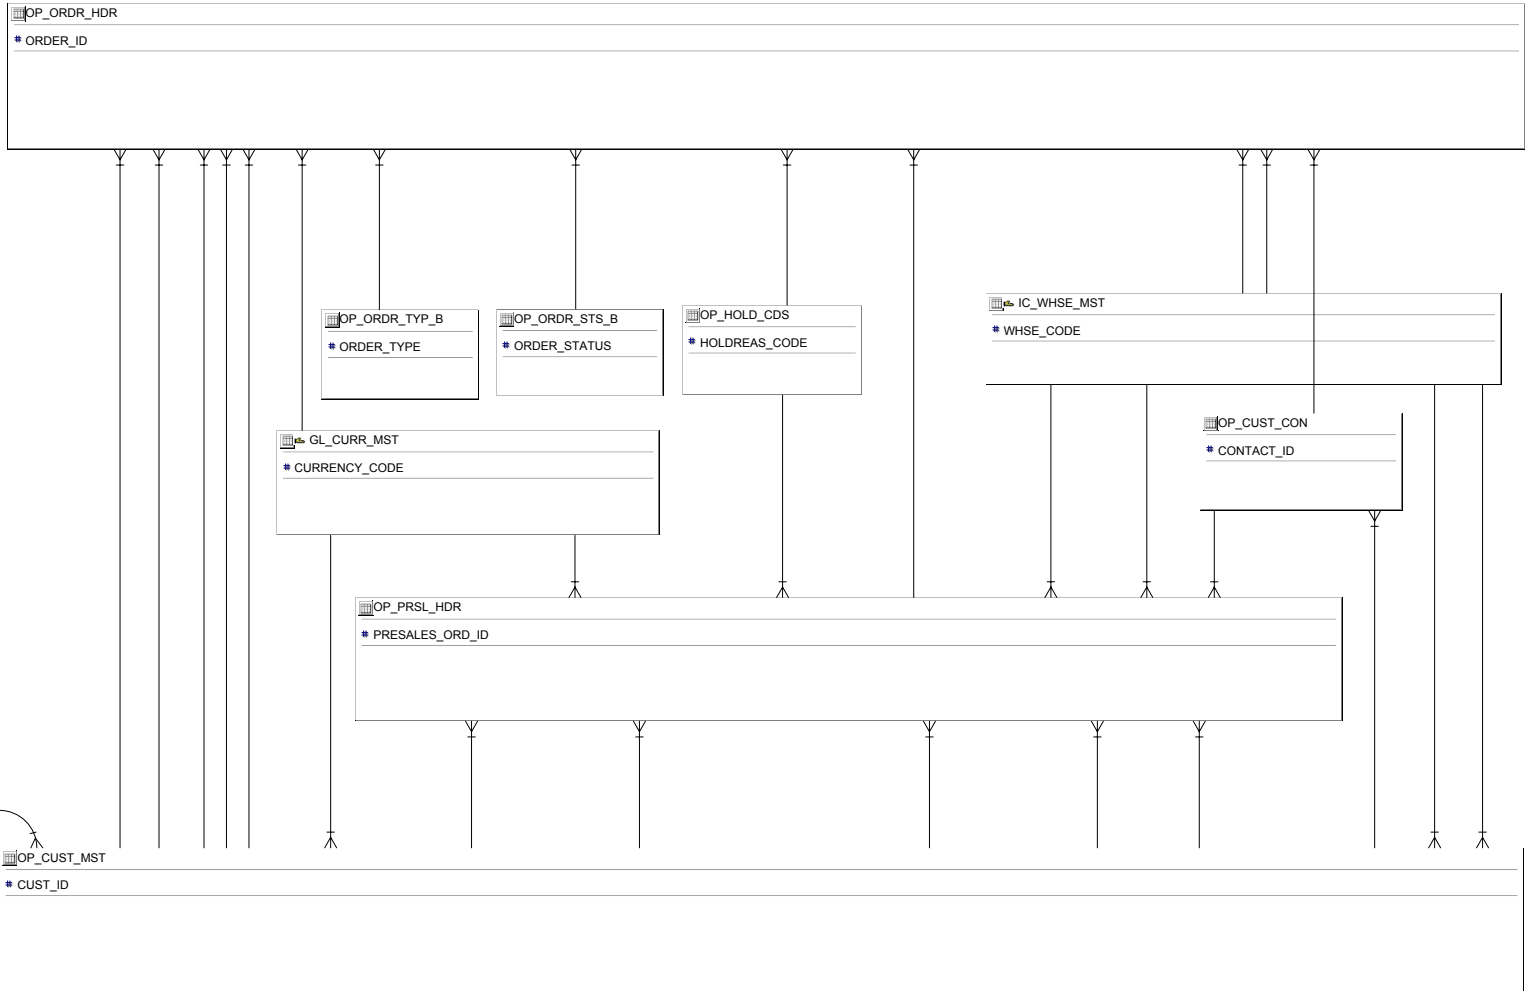 OP_ORDR_HDR
# ORDER_ID
OP_ORDR_TYP_B
# ORDER_TYPE
OP_ORDR_STS_B
# ORDER_STATUS
OP_HOLD_CDS
# HOLDREAS_CODE
IC_WHSE_MST
# WHSE_CODE
GL_CURR_MST
# CURRENCY_CODE
OP_CUST_CON
# CONTACT_ID
OP_PRSL_HDR
# PRESALES_ORD_ID
OP_CUST_MST
# CUST_ID